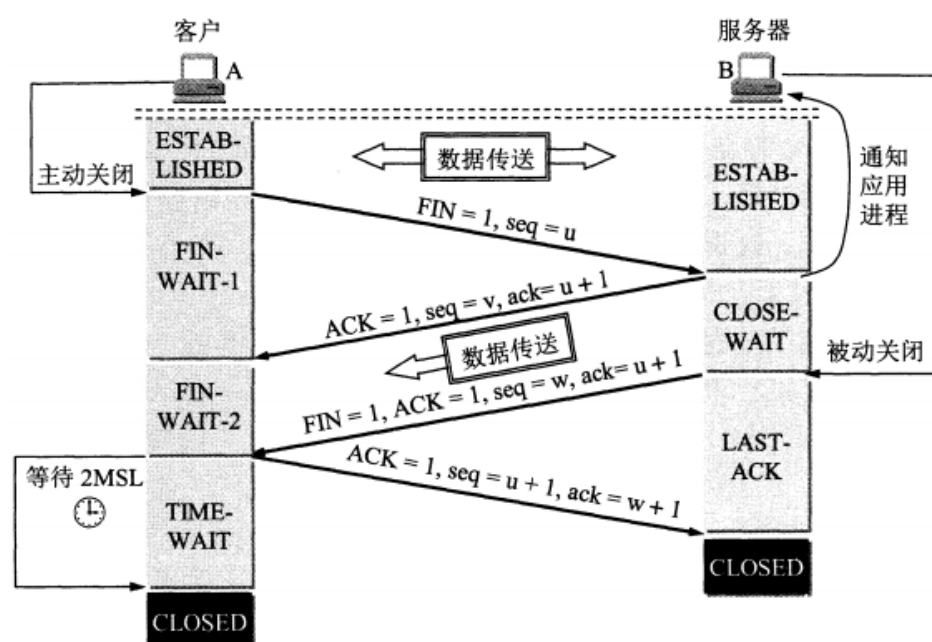 客户
服务器
A
B
ESTAB-
LISHED
数据传送
ESTAB-
LISHED
通知
应用
进程
主动关闭
FIN = 1, seq = u
FIN-
WAIT-1
ACK = 1, seq = v, ack= u + 1
CLOSE-
WAIT
数据传送
被动关闭
FIN-
WAIT-2
FIN = 1, ACK = 1, seq = w, ack= u + 1
LAST-
ACK
ACK = 1, seq = u + 1, ack = w + 1
等待 2MSL
TIME-
WAIT
CLOSED
CLOSED